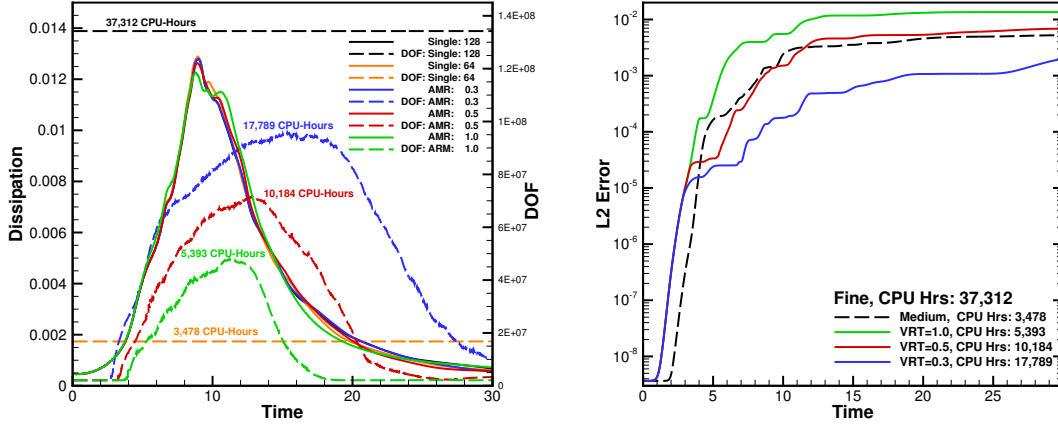 37,312 CPU-Hours
Single: 128
DOF: Single: 128
Single: 64
DOF: Single: 64
AMR: 0.3
DOF: AMR: 0.3
AMR: 0.5
DOF: AMR: 0.5
AMR: 1.0
DOF: ARM: 1.0
17,789 CPU-Hours
10,184 CPU-Hours
5,393 CPU-Hours
3,478 CPU-Hours
Dissipation
0.014
0.012
0.01
0.008
0.006
0.004
0.002
0
0 10 20 30
Time
1.4E+08
1.2E+08
1E+08
8E+07
6E+07
4E+07
2E+07
0
DOF
L2 Error
10-2
10-3
10-4
10-5
10-6
10-7
10-8
Fine, CPU Hrs: 37,312
Medium, CPU Hrs: 3,478
VRT=1.0, CPU Hrs: 5,393
VRT=0.5, CPU Hrs: 10,184
VRT=0.3, CPU Hrs: 17,789
0 5 10 15 20 25
Time